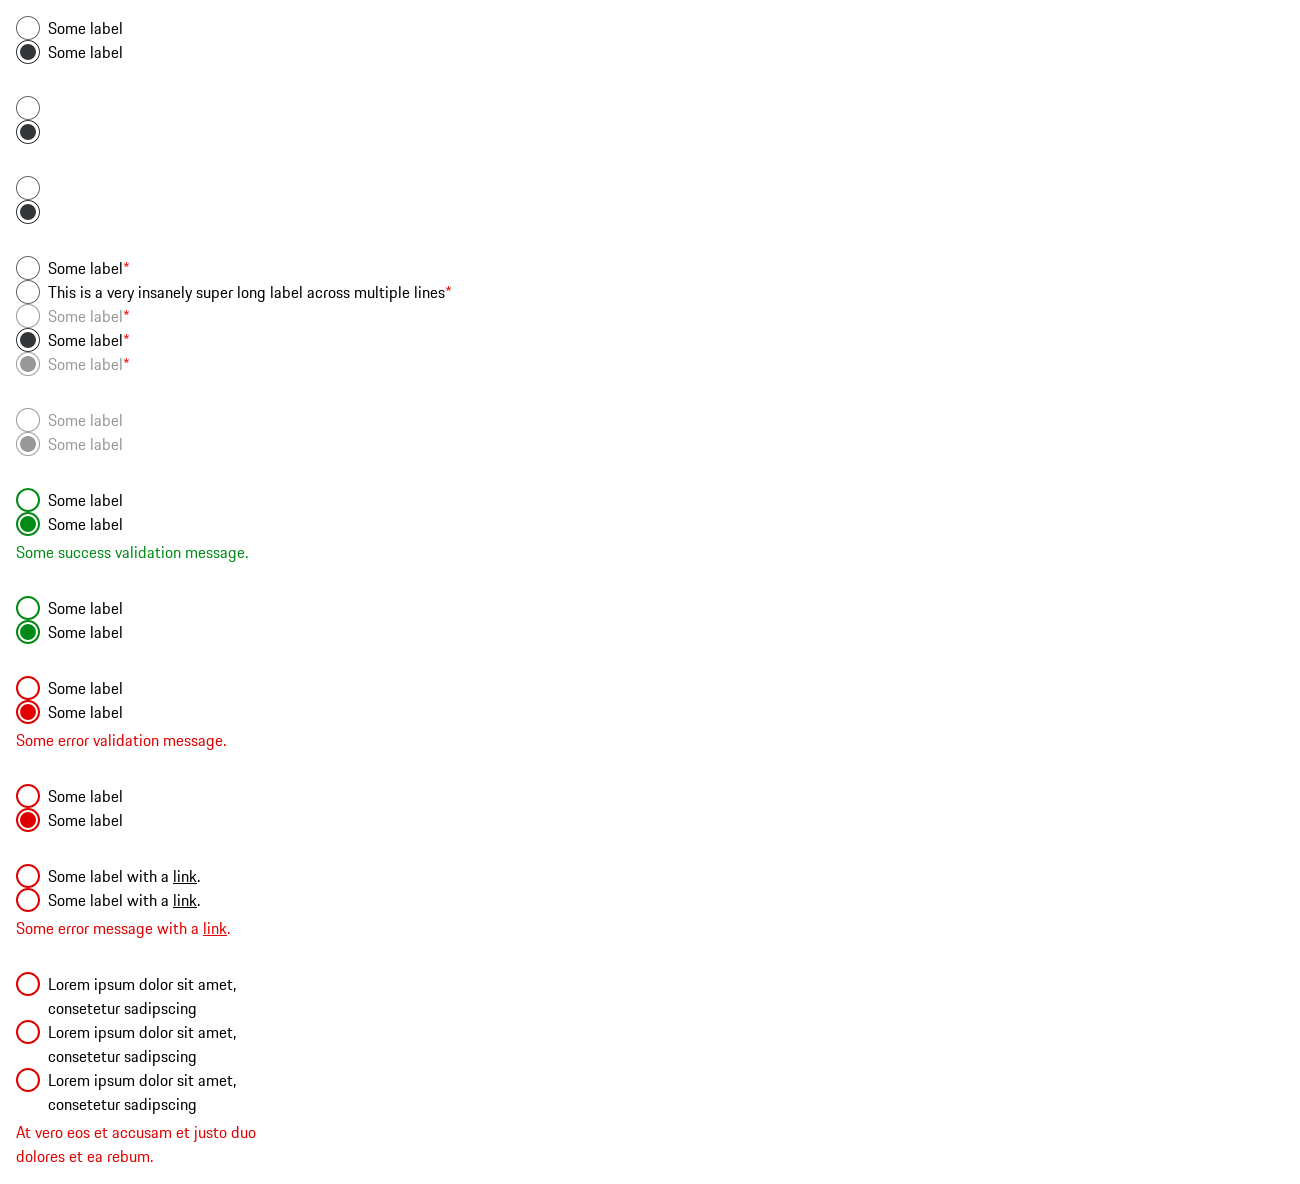 Some label
Some label
Some label*
This is a very insanely super long label across multiple lines*
Some label*
Some label*
Some label*
Some label
Some label
Some label
Some label
Some success validation message.
Some label
Some label
Some label
Some label
Some error validation message.
Some label
Some label
Some label with a link.
Some label with a link.
Some error message with a link.
Lorem ipsum dolor sit amet,
consetetur sadipscing
Lorem ipsum dolor sit amet,
consetetur sadipscing
Lorem ipsum dolor sit amet,
consetetur sadipscing
At vero eos et accusam et justo duo
dolores et ea rebum.